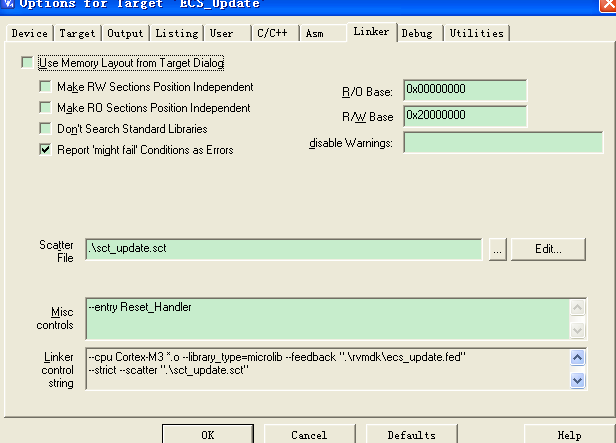 Options for Target "ECS_Update"
Device Target Output Listing User C/C++ Asm Linker Debug Utilities
Use Memory Layout from Target Dialog
Make RW Sections Position Independent
Make RO Sections Position Independent
Don't Search Standard Libraries
Report 'might fail' Conditions as Errors
R/O Base: 0x00000000
R/W Base 0x20000000
disable Warnings:
Scatter
File
.\sct_update.sct
... Edit...
Misc
controls
--entry Reset_Handler
Linker
control
string
--cpu Cortex-M3 *.o --library_type=microlib --feedback ".\rvmdk\ecs_update.fed"
--strict --scatter ".\sct_update.sct"
OK Cancel Defaults Help